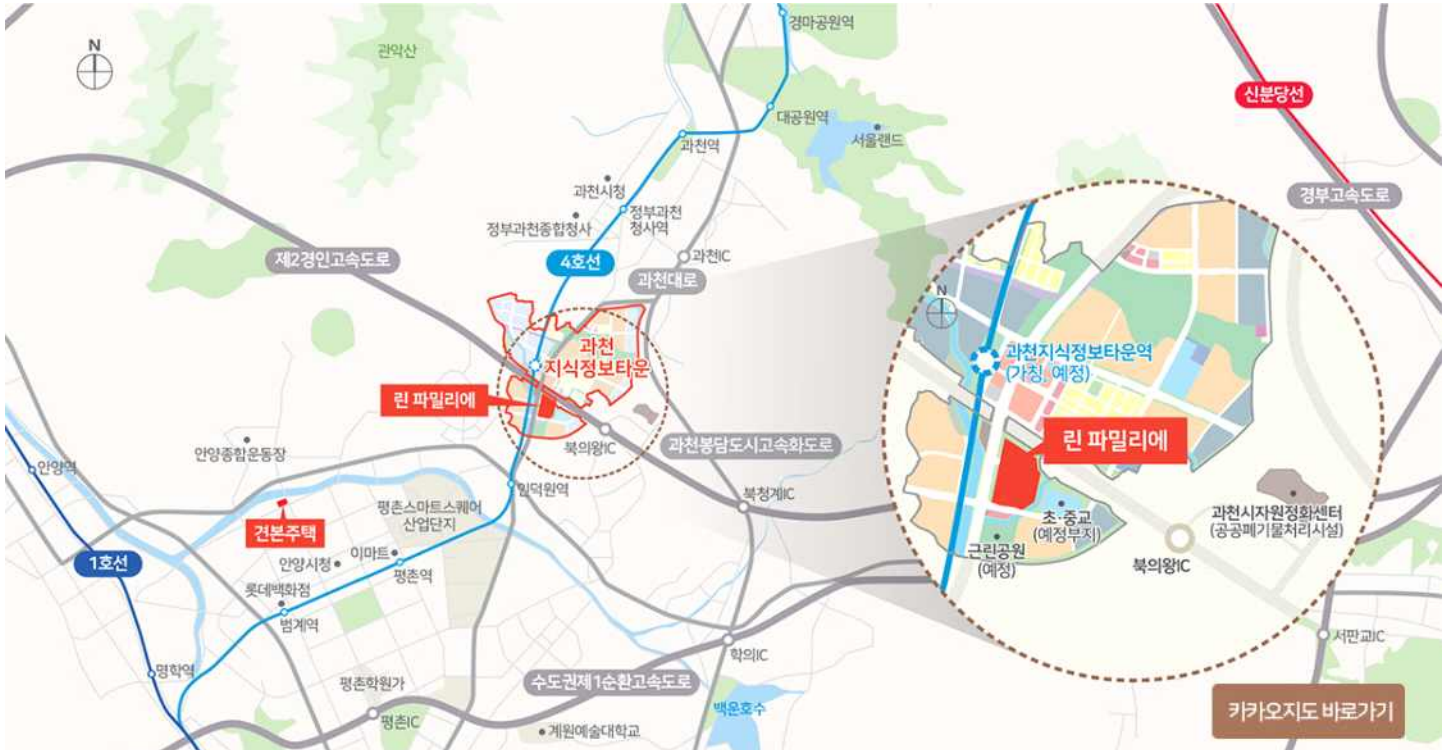 N
관악산
경마공원역
대공원역
서울랜드
신분당선
경부고속도로
과천역
과천시청
정부과천종합청사
정부과천
청사역
과천IC
제2경인고속도로
4호선
과천대로
과천
지식정보타운
린 파밀리에
북의왕IC
과천봉담도시고속화도로
안양종합운동장
안양역
인덕원역
북청계IC
평촌스마트스퀘어
산업단지
견본주택
이마트
평촌역
안양시청
1호선
롯데백화점
범계역
명학역
학의IC
평촌학원가
수도권제1순환고속도로
평촌IC
계원예술대학교
백운호수
N
과천지식정보타운역
(가칭, 예정)
린 파밀리에
초·중교
(예정부지)
근린공원
(예정)
북의왕IC
과천시자원정화센터
(공공폐기물처리시설)
서판교IC
카카오지도 바로가기